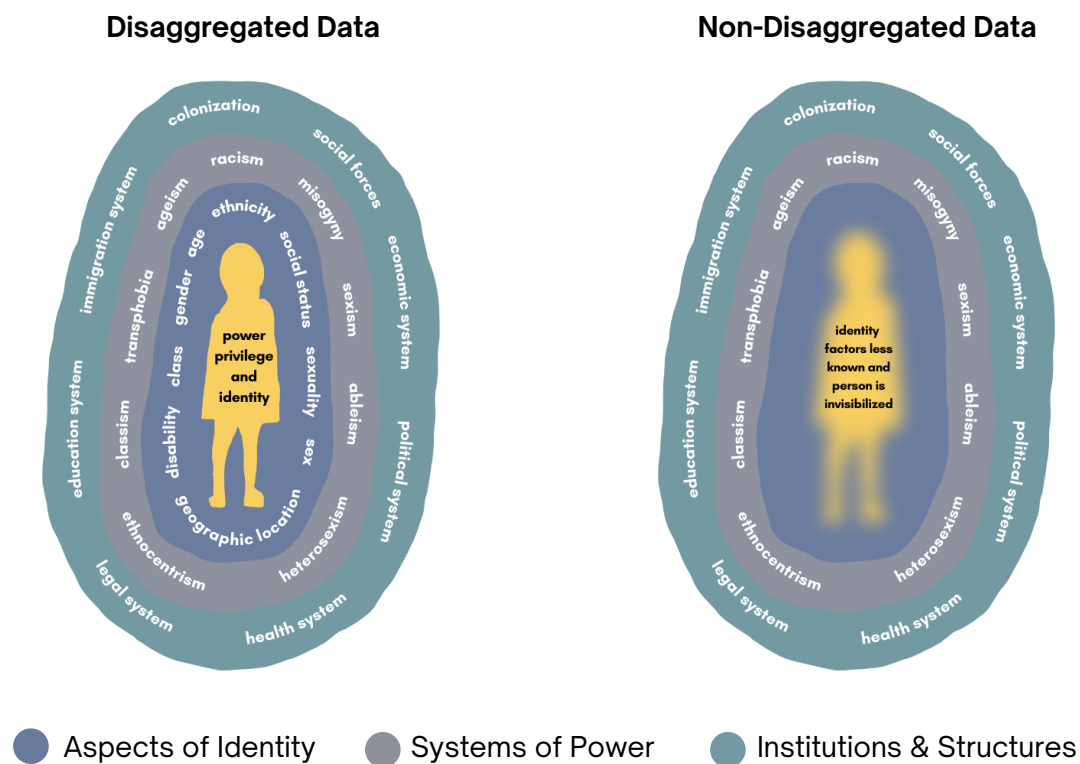 Disaggregated Data
Non-Disaggregated Data
colonization
social forces
economic system
political system
health system
legal system
education system
immigration system
racism
misogyny
sexism
ableism
heterosexism
ethnocentrism
classism
transphobia
ageism
ethnicity
social status
sexuality
sex
geographic location
disability
class
gender
age
power
privilege
and
identity
colonization
social forces
economic system
political system
health system
legal system
education system
immigration system
racism
misogyny
sexism
ableism
heterosexism
ethnocentrism
classism
transphobia
ageism
identity
factors less
known and
person is
invisibilized
Aspects of Identity
Systems of Power
Institutions & Structures